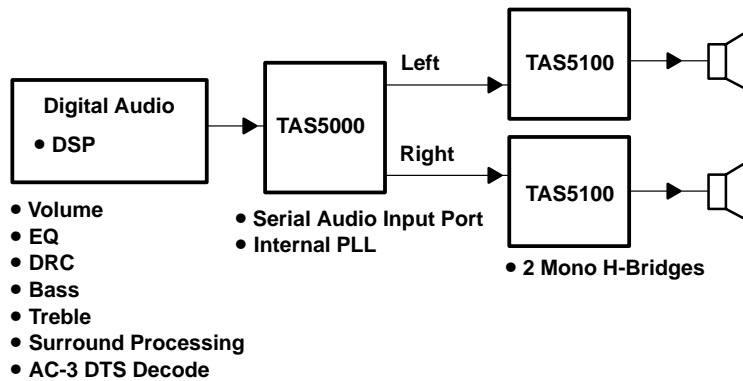 Digital Audio
● DSP
TAS5000
Left
Right
TAS5100
TAS5100
● Volume
● EQ
● DRC
● Bass
● Treble
● Surround Processing
● AC-3 DTS Decode
● Serial Audio Input Port
● Internal PLL
● 2 Mono H-Bridges